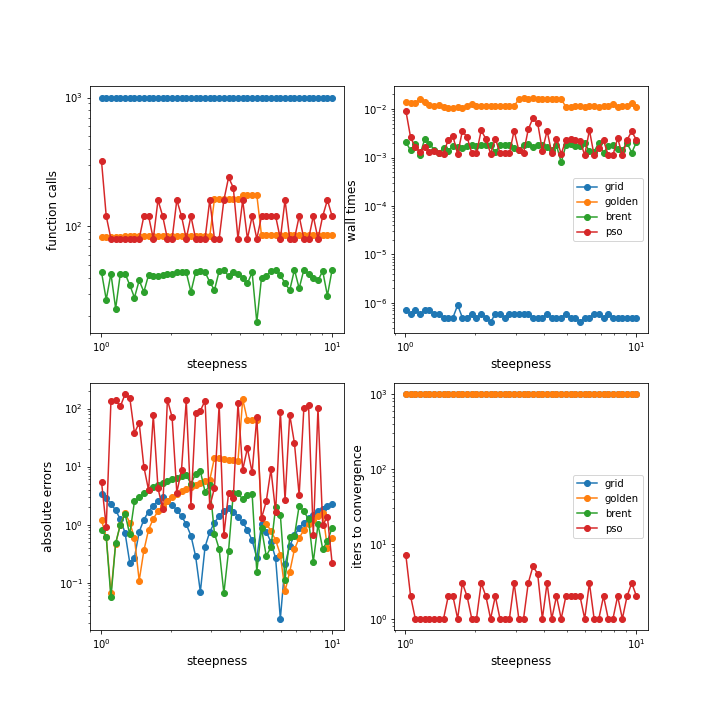 10³
10²
function calls
10⁰
10¹
steepness
10⁻²
10⁻³
10⁻⁴
10⁻⁵
10⁻⁶
wall times
grid
golden
brent
pso
10⁰
10¹
steepness
10²
10¹
10⁰
10⁻¹
absolute errors
10⁰
10¹
steepness
10³
10²
10¹
10⁰
iters to convergence
grid
golden
brent
pso
10⁰
10¹
steepness